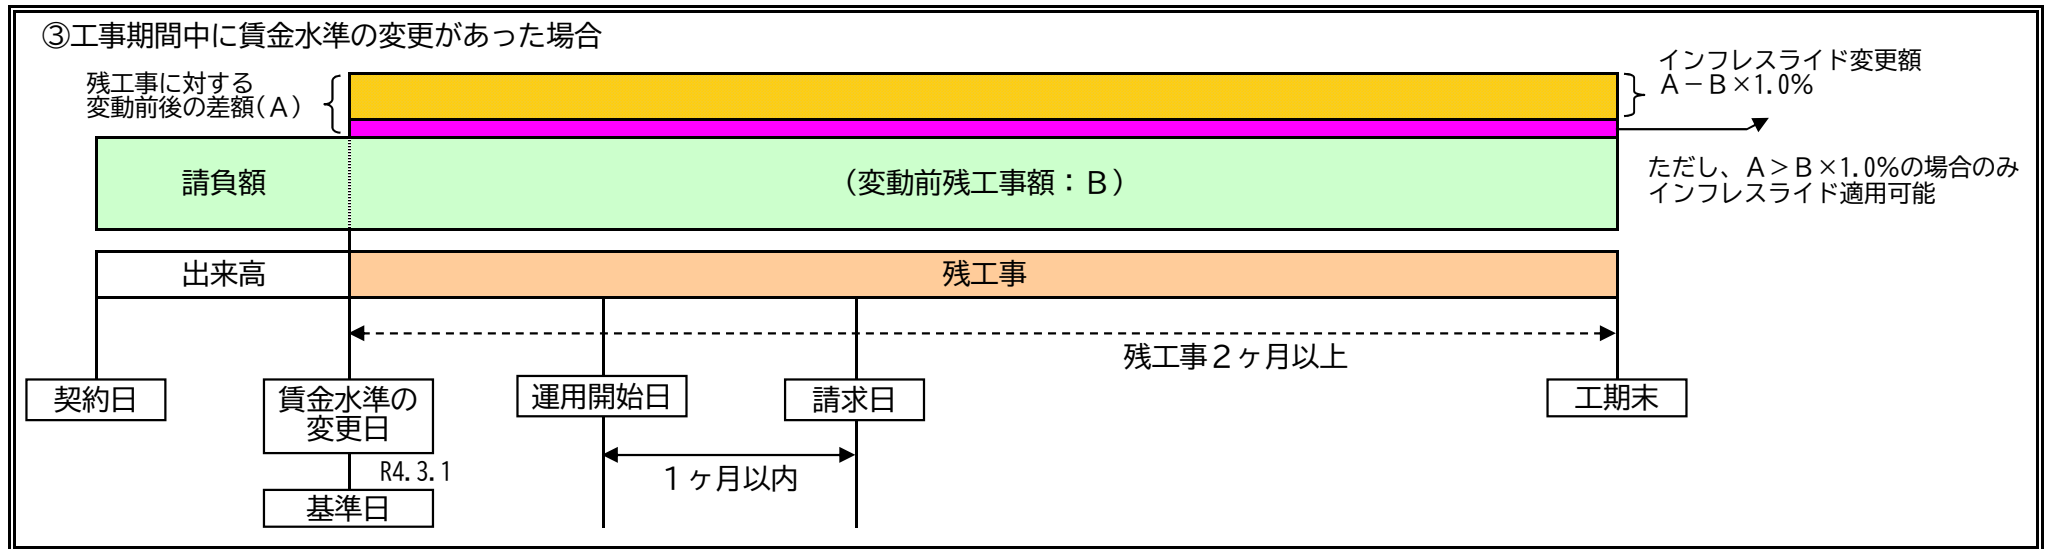 ③工事期間中に賃金水準の変更があった場合
残工事に対する
変動前後の差額(A)
インフレスライド変更額
A－B×1.0%
請負額
(変動前残工事額：B)
ただし、A＞B×1.0%の場合のみ
インフレスライド適用可能
出来高
残工事
残工事２ヶ月以上
契約日
賃金水準の
変更日
運用開始日
請求日
工期末
R4.3.1
１ヶ月以内
基準日